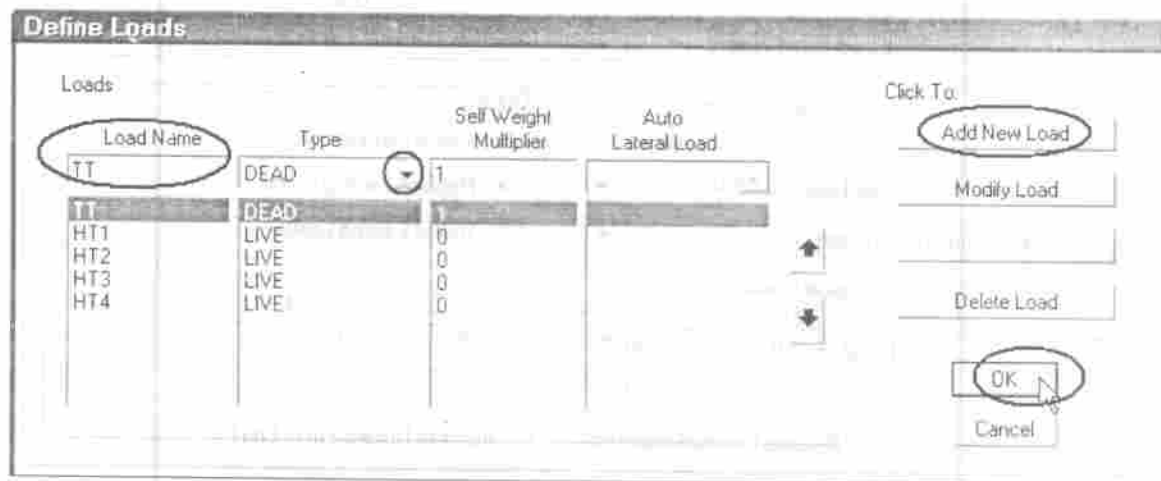 Define Loads
Loads
Click To:
Load Name
Type
Self Weight Multiplier
Auto Lateral Load
Add New Load
TT
DEAD
1
Modify Load
TT DEAD 1
HT1 LIVE 0
HT2 LIVE 0
HT3 LIVE 0
HT4 LIVE 0
Delete Load
OK
Cancel